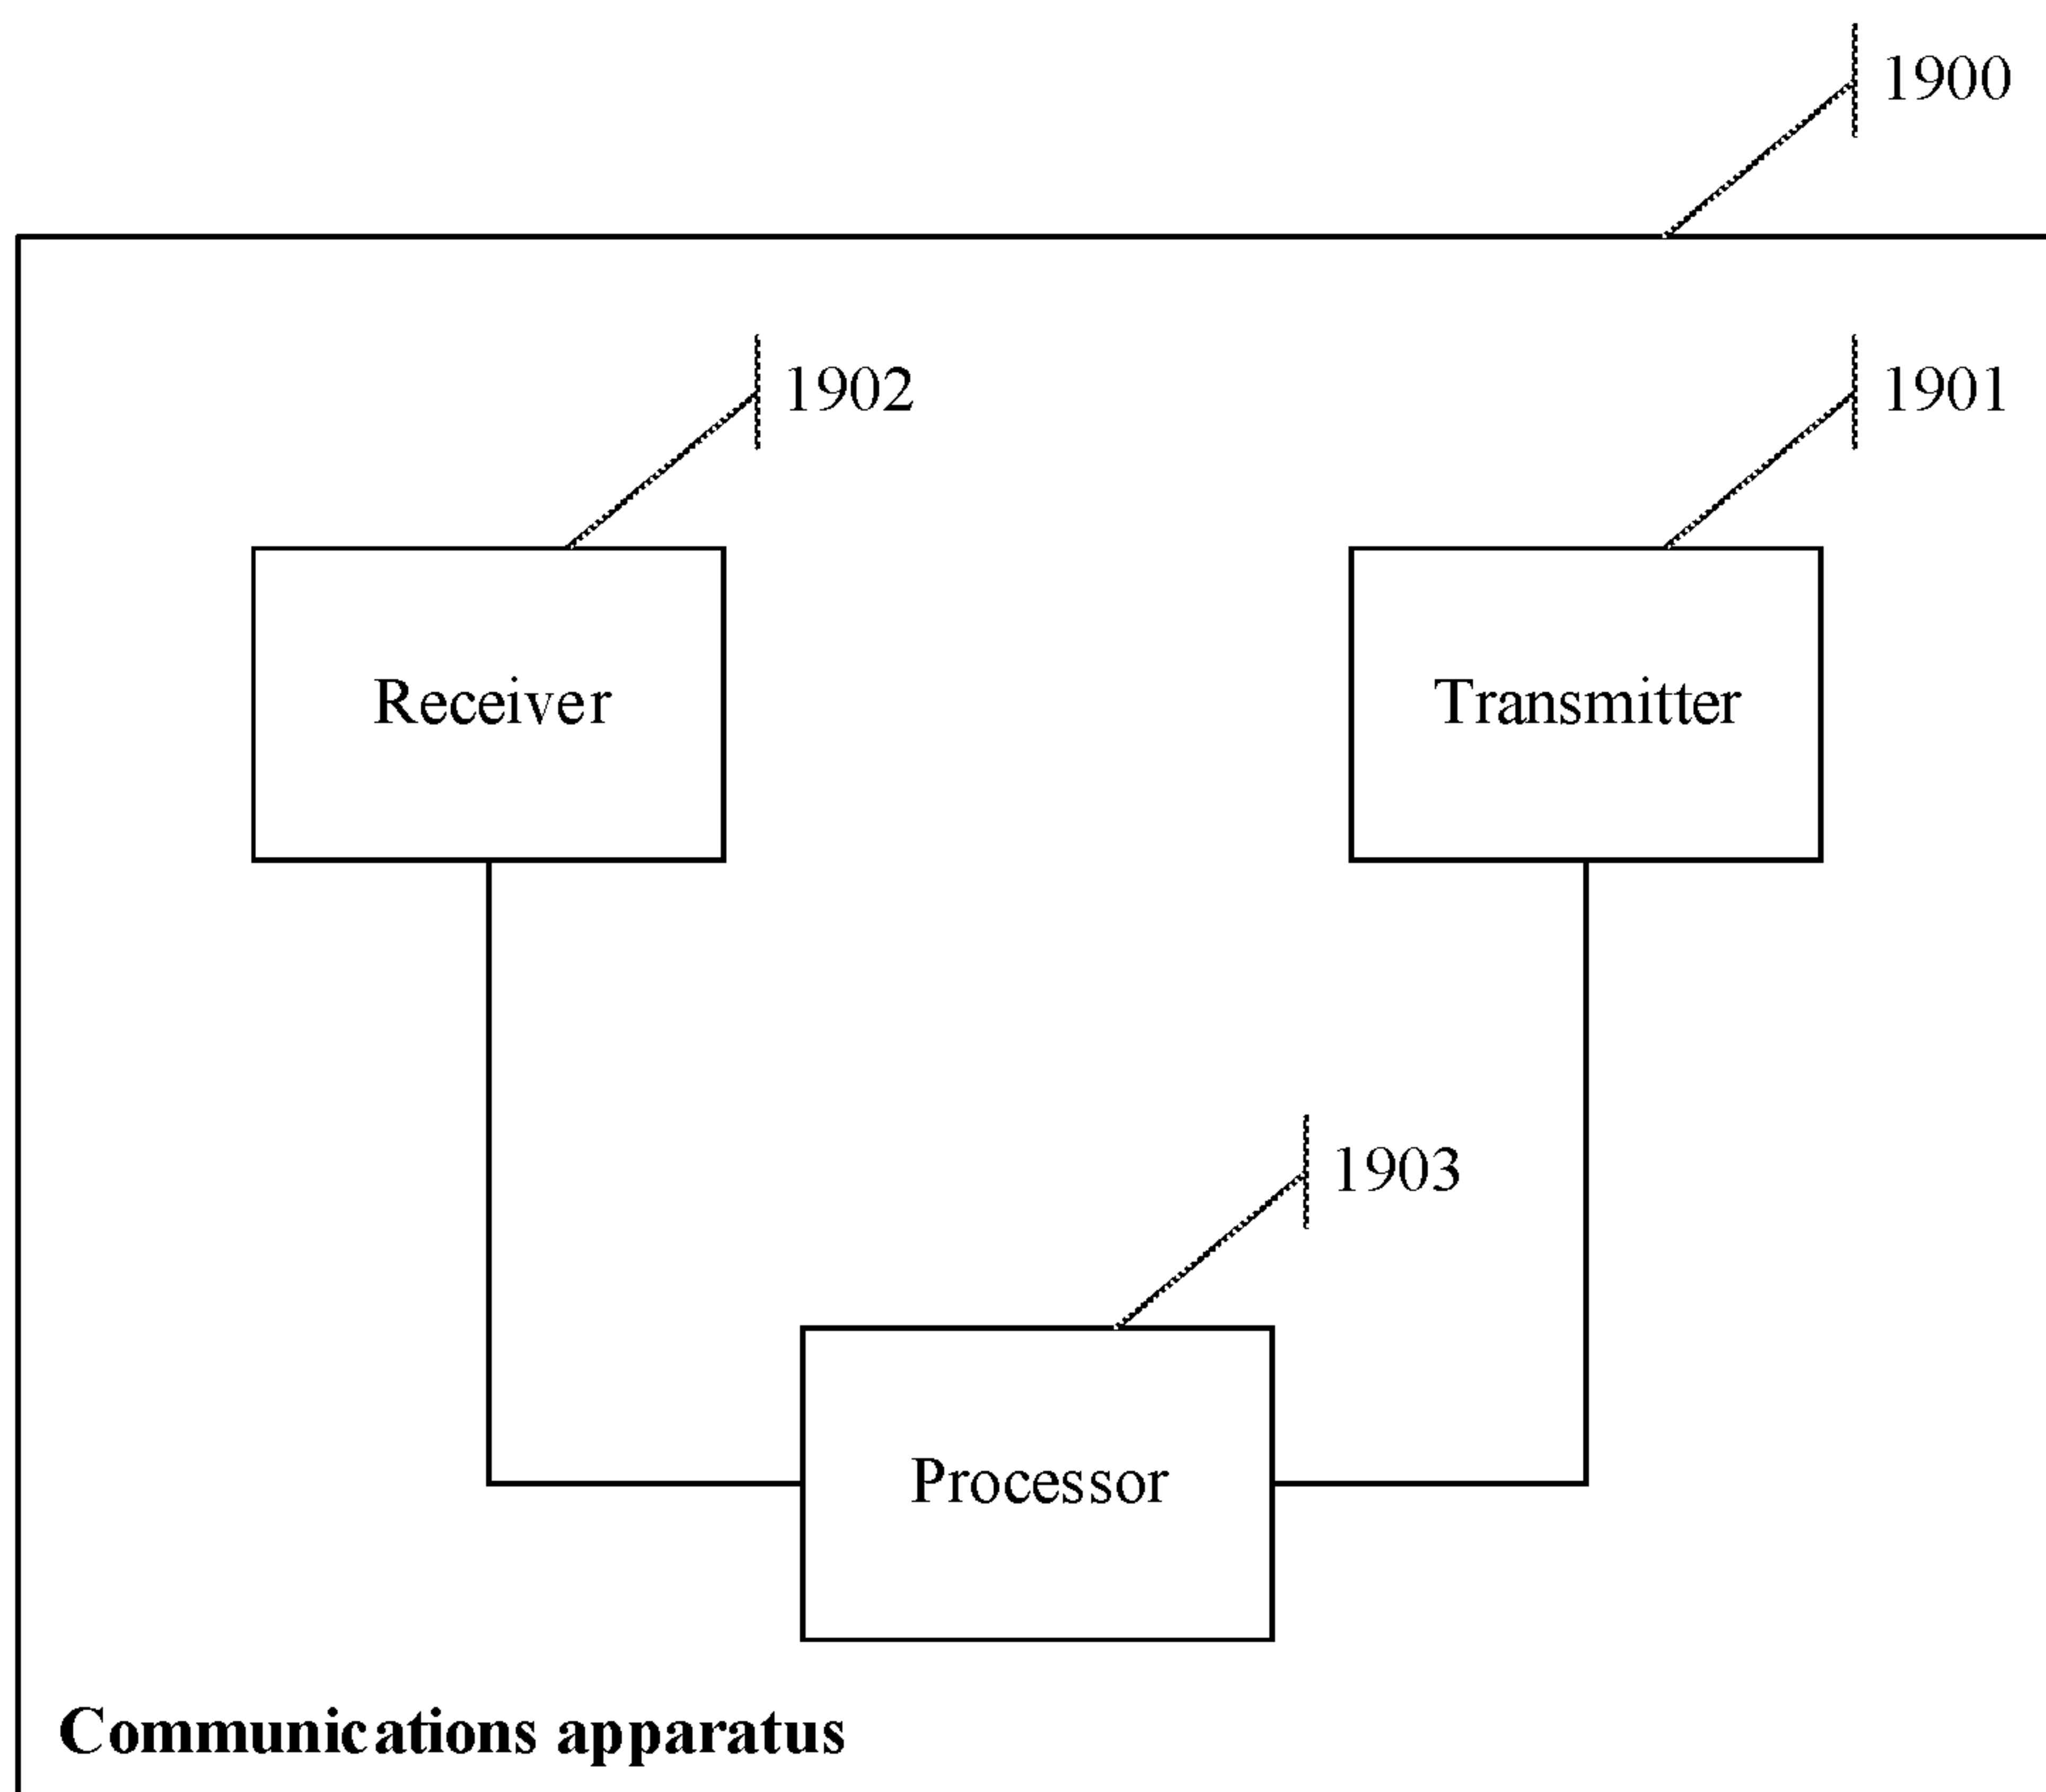 1900
1902
1901
Receiver
Transmitter
1903
Processor
Communications apparatus